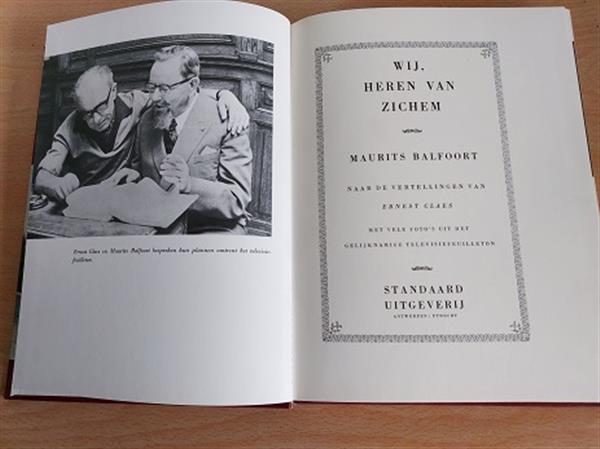 Ernest Claes en Maurits Balfoort bespreken hun plannen omtrent het televisie-
feuilleton.
WIJ,
HEREN VAN
ZICHEM
MAURITS BALFOORT
NAAR DE VERTELLINGEN VAN
ERNEST CLAES
MET VELE FOTO'S UIT HET
GELIJKNAMIGE TELEVISIEFEUILLETON
STANDAARD
UITGEVERIJ
ANTWERPEN / UTRECHT